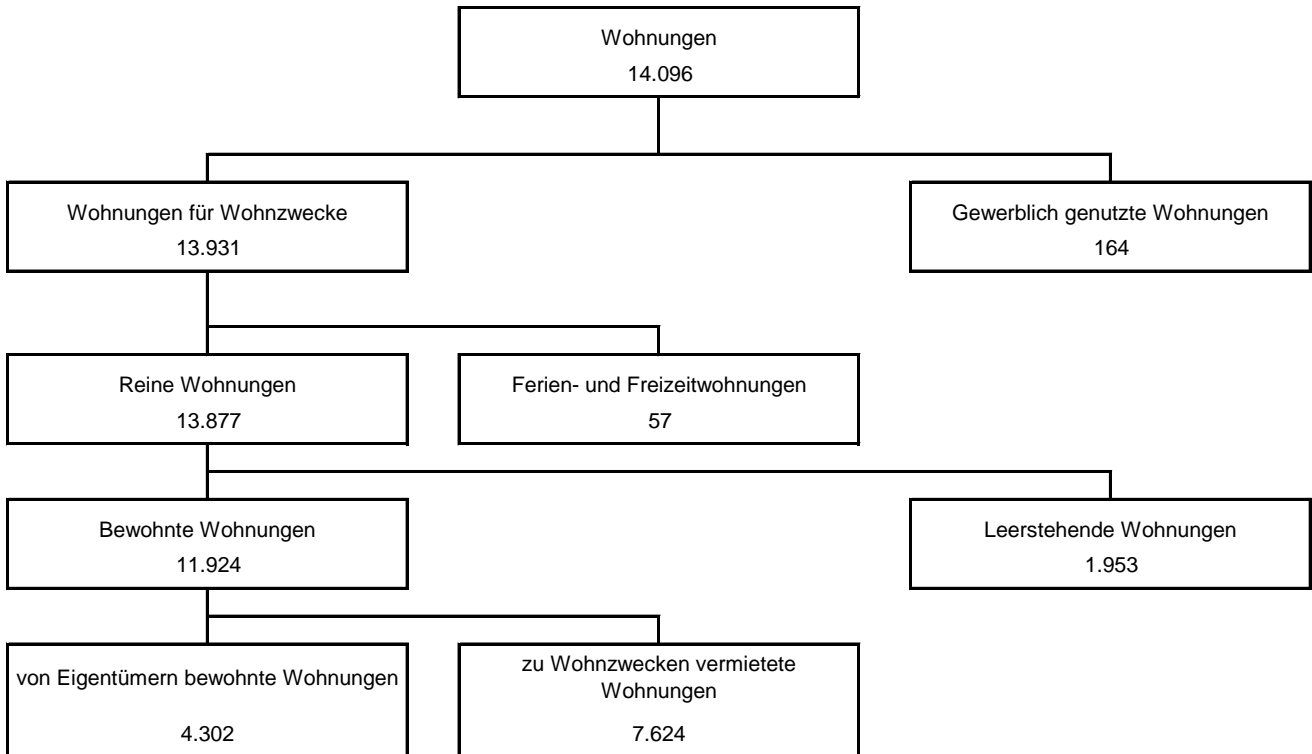 Wohnungen
14.096
Wohnungen für Wohnzwecke
13.931
Gewerblich genutzte Wohnungen
164
Reine Wohnungen
13.877
Ferien- und Freizeitwohnungen
57
Bewohnte Wohnungen
11.924
Leerstehende Wohnungen
1.953
von Eigentümern bewohnte Wohnungen
4.302
zu Wohnzwecken vermietete
Wohnungen
7.624